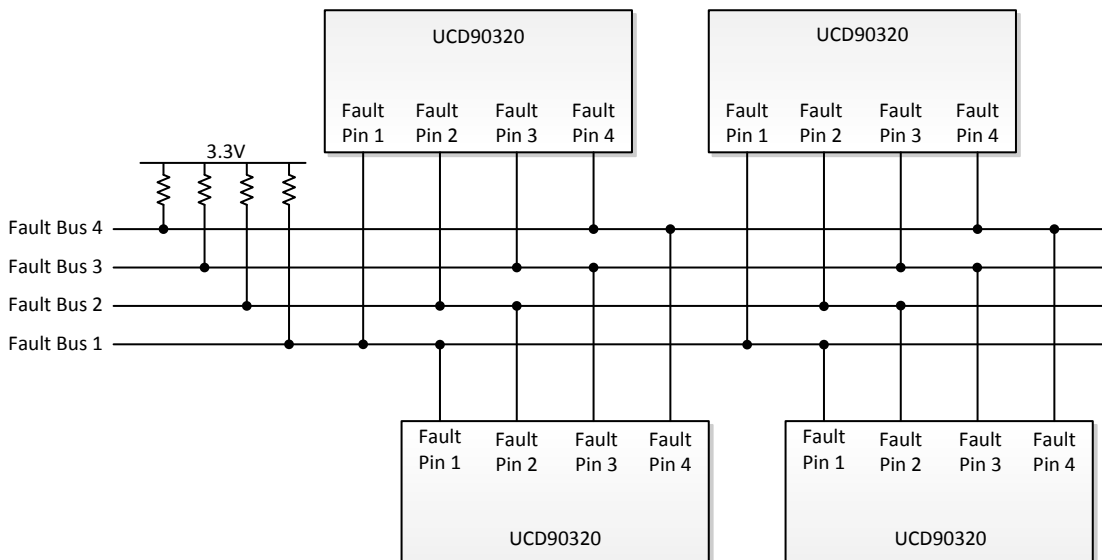 UCD90320
UCD90320
Fault Fault Fault Fault
Pin 1 Pin 2 Pin 3 Pin 4
Fault Fault Fault Fault
Pin 1 Pin 2 Pin 3 Pin 4
3.3V
Fault Bus 4
Fault Bus 3
Fault Bus 2
Fault Bus 1
Fault Fault Fault Fault
Pin 1 Pin 2 Pin 3 Pin 4
Fault Fault Fault Fault
Pin 1 Pin 2 Pin 3 Pin 4
UCD90320
UCD90320